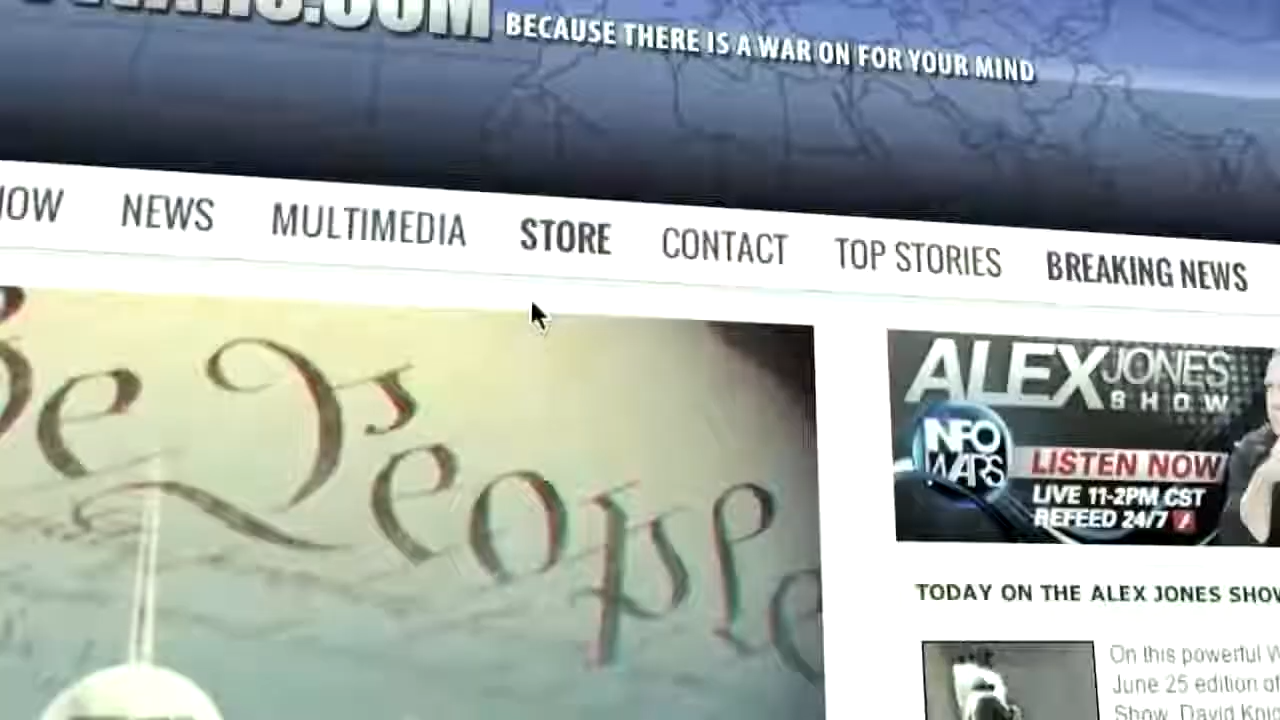 BECAUSE THERE IS A WAR ON FOR YOUR MIND
NEWS MULTIMEDIA STORE CONTACT TOP STORIES BREAKING NEWS
People
ALEX JONES
SHOW
INFO
WARS
LISTEN NOW
LIVE 11-2PM CST
REFEED 24/7
TODAY ON THE ALEX JONES SHOW
On this powerful
June 25 edition of
Show, David